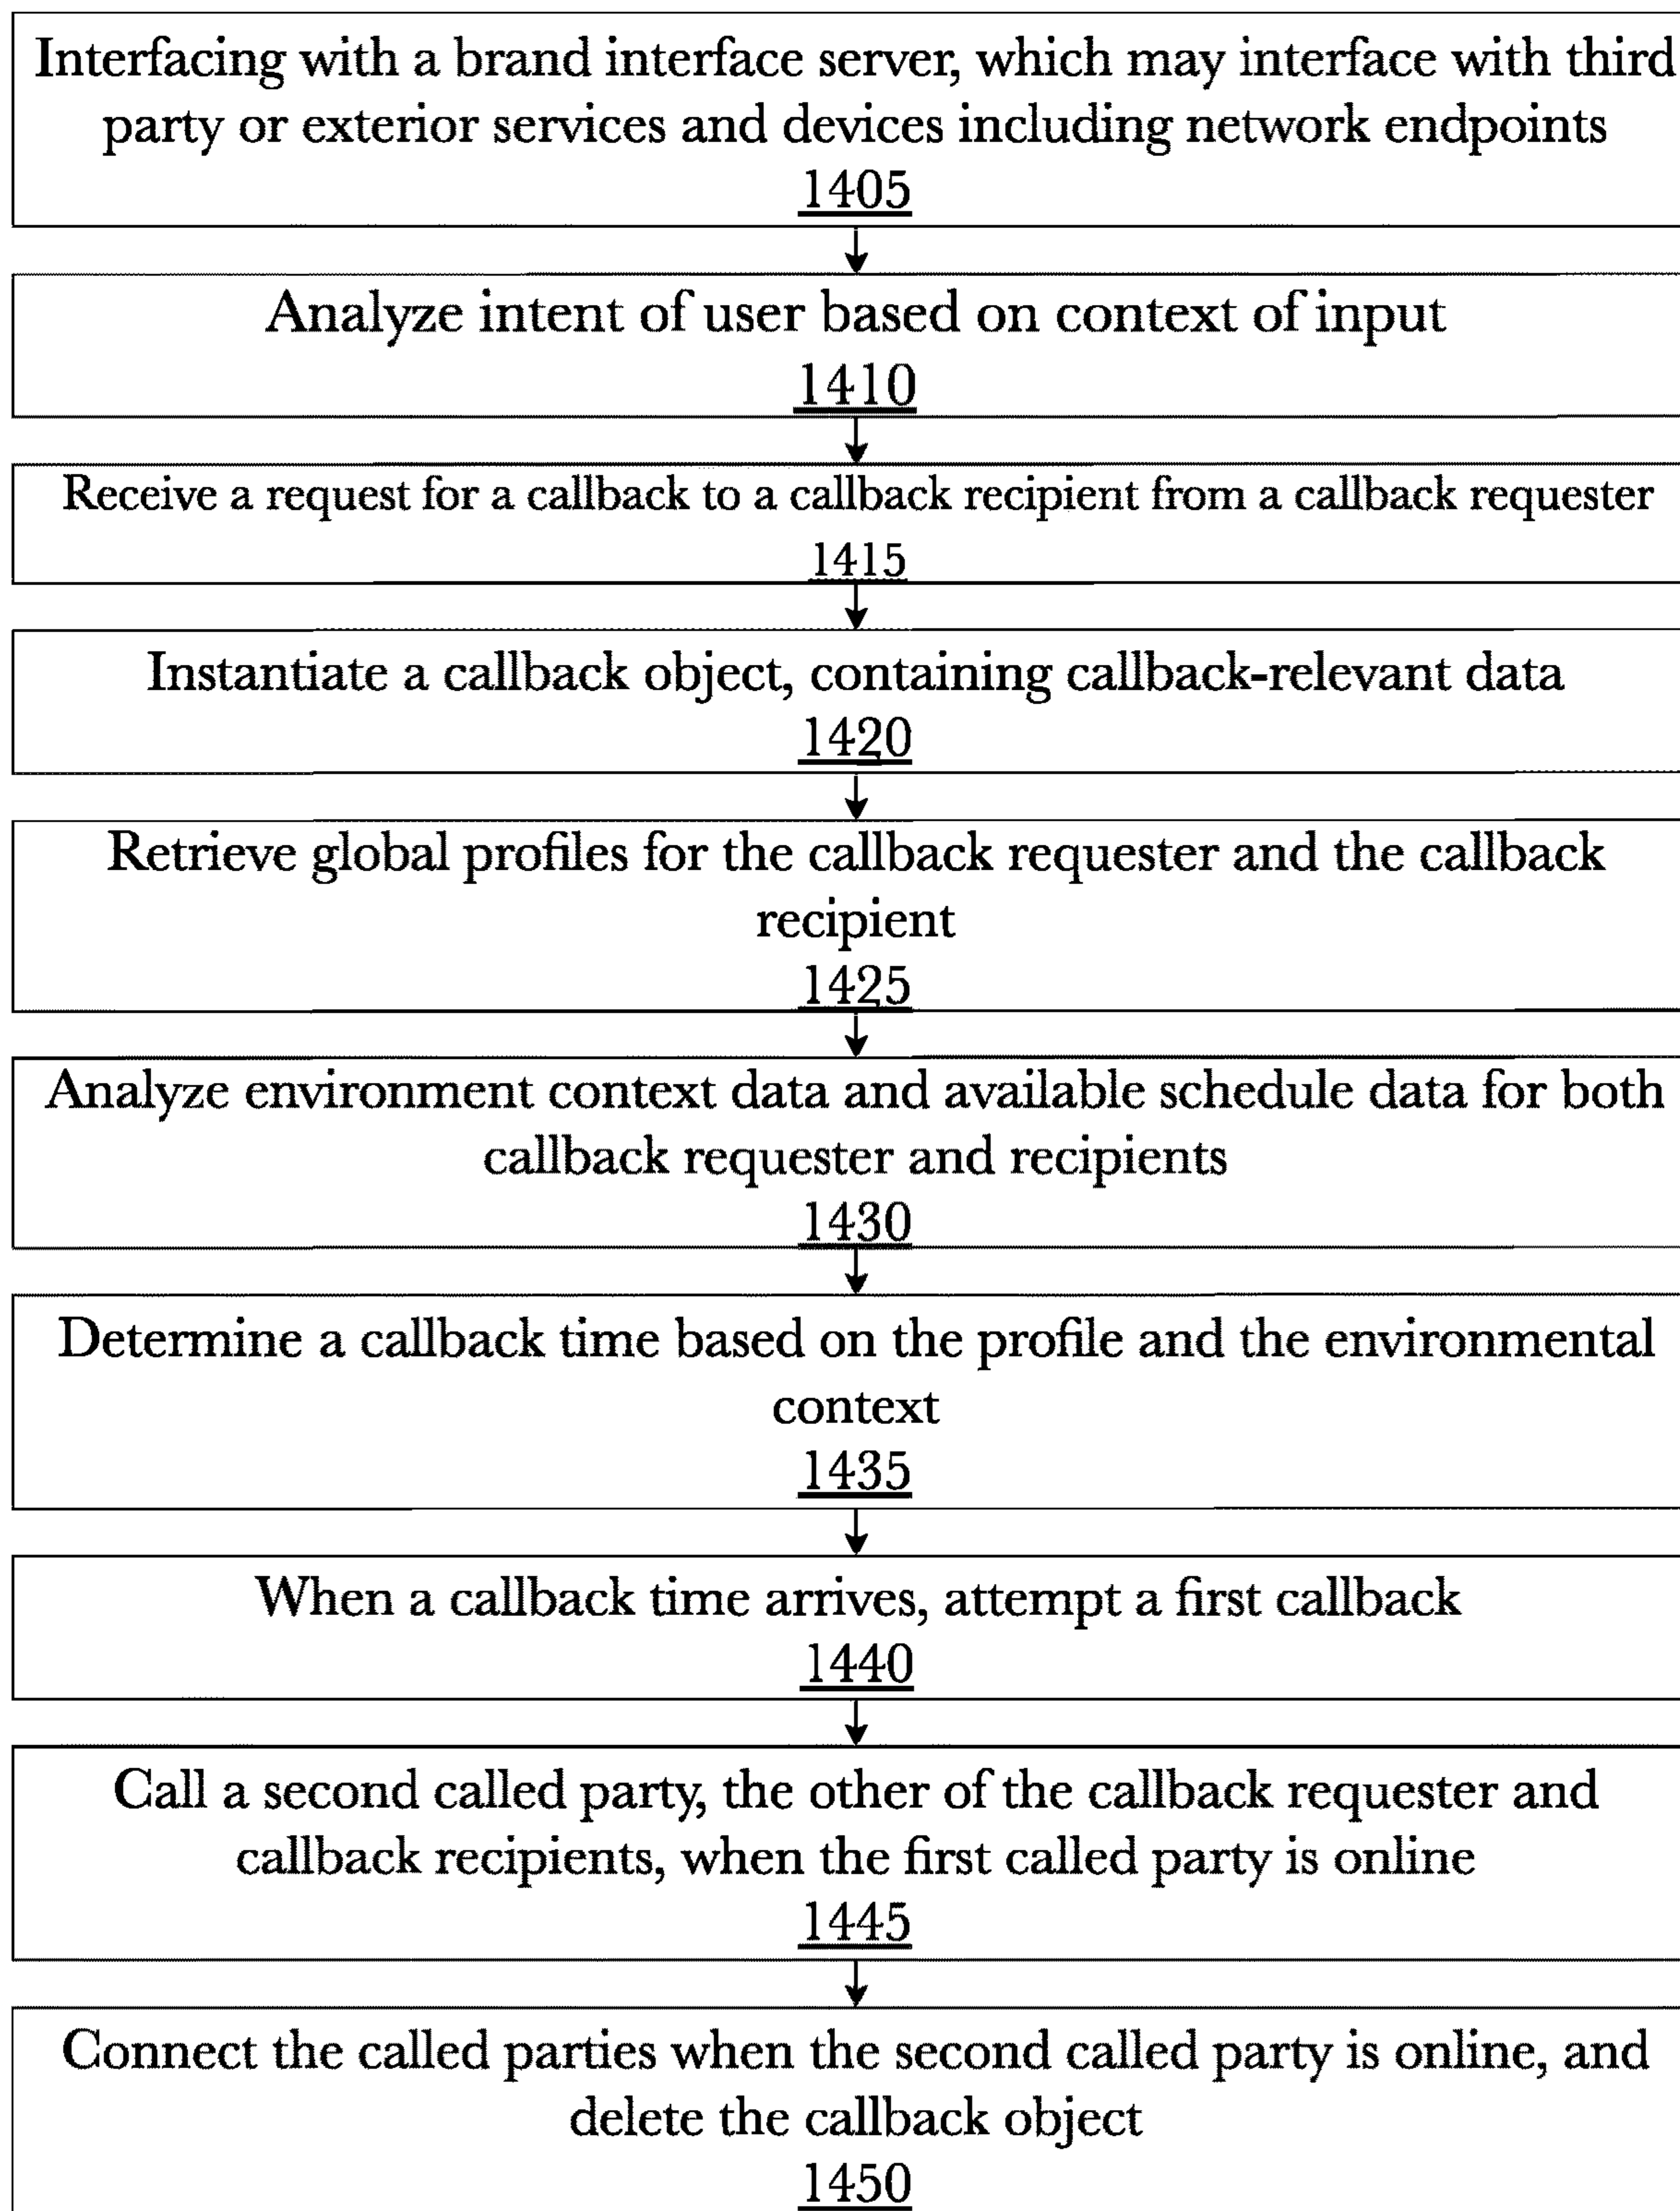 Interfacing with a brand interface server, which may interface with third
party or exterior services and devices including network endpoints
1405
Analyze intent of user based on context of input
1410
Receive a request for a callback to a callback recipient from a callback requester
1415
Instantiate a callback object, containing callback-relevant data
1420
Retrieve global profiles for the callback requester and the callback
recipient
1425
Analyze environment context data and available schedule data for both
callback requester and recipients
1430
Determine a callback time based on the profile and the environmental
context
1435
When a callback time arrives, attempt a first callback
1440
Call a second called party, the other of the callback requester and
callback recipients, when the first called party is online
1445
Connect the called parties when the second called party is online, and
delete the callback object
1450